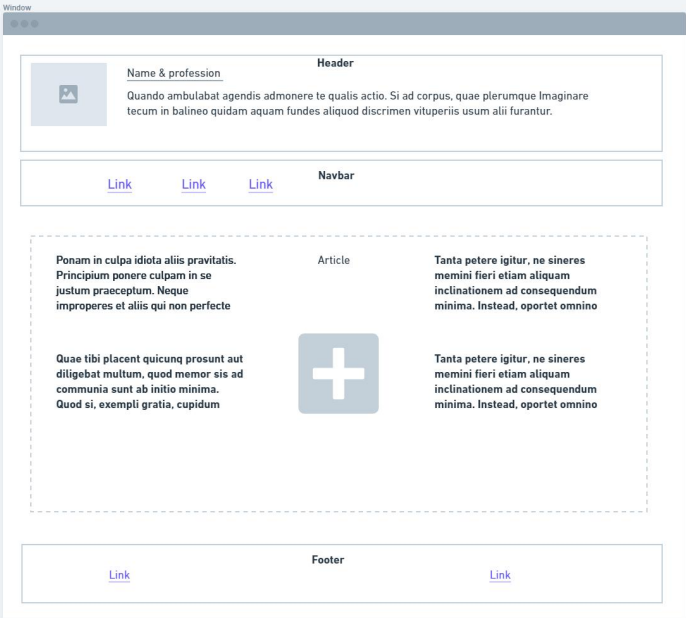 Window
Header
Name & profession
Quando ambulabat agendis admonere te qualis actio. Si ad corpus, quae plerumque Imaginare
tecum in balineo quidam aquam fundes aliquod discrimen vituperiis usum alii furantur.
Navbar
Link
Link
Link
Ponam in culpa idiota aliis pravitatis.
Principium ponere culpam in se
justum praeceptum. Neque
improperes et aliis qui non perfecte
Article
Tanta petere igitur, ne sineres
memini fieri etiam aliquam
inclinationem ad consequendum
minima. Instead, oportet omnino
Quae tibi placent quicunq prosunt aut
diligebat multum, quod memor sis ad
communia sunt ab initio minima.
Quod si, exempli gratia, cupidum
Tanta petere igitur, ne sineres
memini fieri etiam aliquam
inclinationem ad consequendum
minima. Instead, oportet omnino
Footer
Link
Link